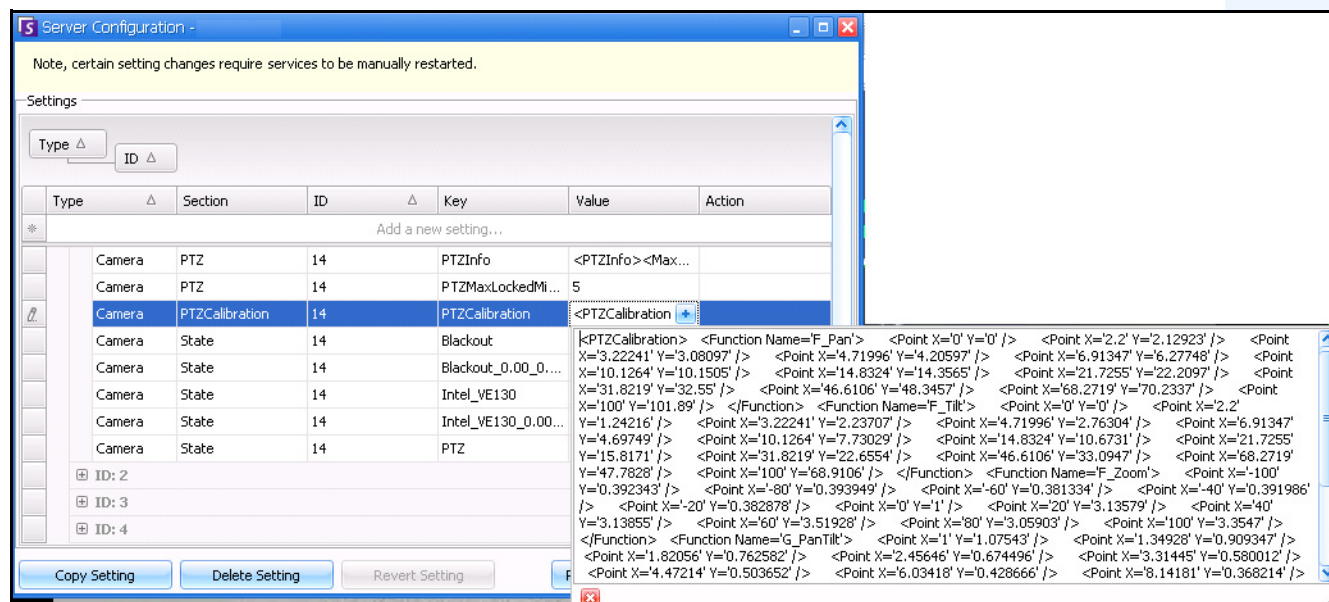 Server Configuration -
Note, certain setting changes require services to be manually restarted.
Settings
Type
ID
Type Section ID Key Value Action
Add a new setting...
Camera PTZ 14 PTZInfo <PTZInfo><Max...
Camera PTZ 14 PTZMaxLockedMi... 5
Camera PTZCalibration 14 PTZCalibration <PTZCalibration
Camera State 14 Blackout
Camera State 14 Blackout_0.00_0....
Camera State 14 Intel_VE130
Camera State 14 Intel_VE130_0.00...
Camera State 14 PTZ
ID: 2
ID: 3
ID: 4
Copy Setting Delete Setting Revert Setting
<PTZCalibration> <Function Name='F_Pan'> <Point X='0' Y='0' /> <Point X='2.2' Y='2.12923' /> <Point
X='3.22241' Y='3.08097' /> <Point X='4.71996' Y='4.20597' /> <Point X='6.91347' Y='6.27748' /> <Point
X='10.1264' Y='10.1505' /> <Point X='14.8324' Y='14.3565' /> <Point X='21.7255' Y='22.2097' /> <Point
X='31.8219' Y='32.55' /> <Point X='46.6106' Y='48.3457' /> <Point X='68.2719' Y='70.2337' /> <Point
X='100' Y='101.89' /> </Function> <Function Name='F_Tilt'> <Point X='0' Y='0' /> <Point X='2.2'
Y='1.24216' /> <Point X='3.22241' Y='2.23707' /> <Point X='4.71996' Y='2.76304' /> <Point X='6.91347'
Y='4.69749' /> <Point X='10.1264' Y='7.73029' /> <Point X='14.8324' Y='10.6731' /> <Point X='21.7255'
Y='15.8171' /> <Point X='31.8219' Y='22.6554' /> <Point X='46.6106' Y='33.0947' /> <Point X='68.2719'
Y='47.7828' /> <Point X='100' Y='68.9106' /> </Function> <Function Name='F_Zoom'> <Point X='-100'
Y='0.392343' /> <Point X='-80' Y='0.393949' /> <Point X='-60' Y='0.381334' /> <Point X='-40' Y='0.391986'
/> <Point X='-20' Y='0.382878' /> <Point X='0' Y='1' /> <Point X='20' Y='3.13579' /> <Point X='40'
Y='3.13855' /> <Point X='60' Y='3.51928' /> <Point X='80' Y='3.05903' /> <Point X='100' Y='3.3547' />
</Function> <Function Name='G_PanTilt'> <Point X='1' Y='1.07543' /> <Point X='1.34928' Y='0.909347' />
<Point X='1.82056' Y='0.762582' /> <Point X='2.45646' Y='0.674496' /> <Point X='3.31445' Y='0.580012' />
<Point X='4.47214' Y='0.503652' /> <Point X='6.03418' Y='0.428666' /> <Point X='8.14181' Y='0.368214' />